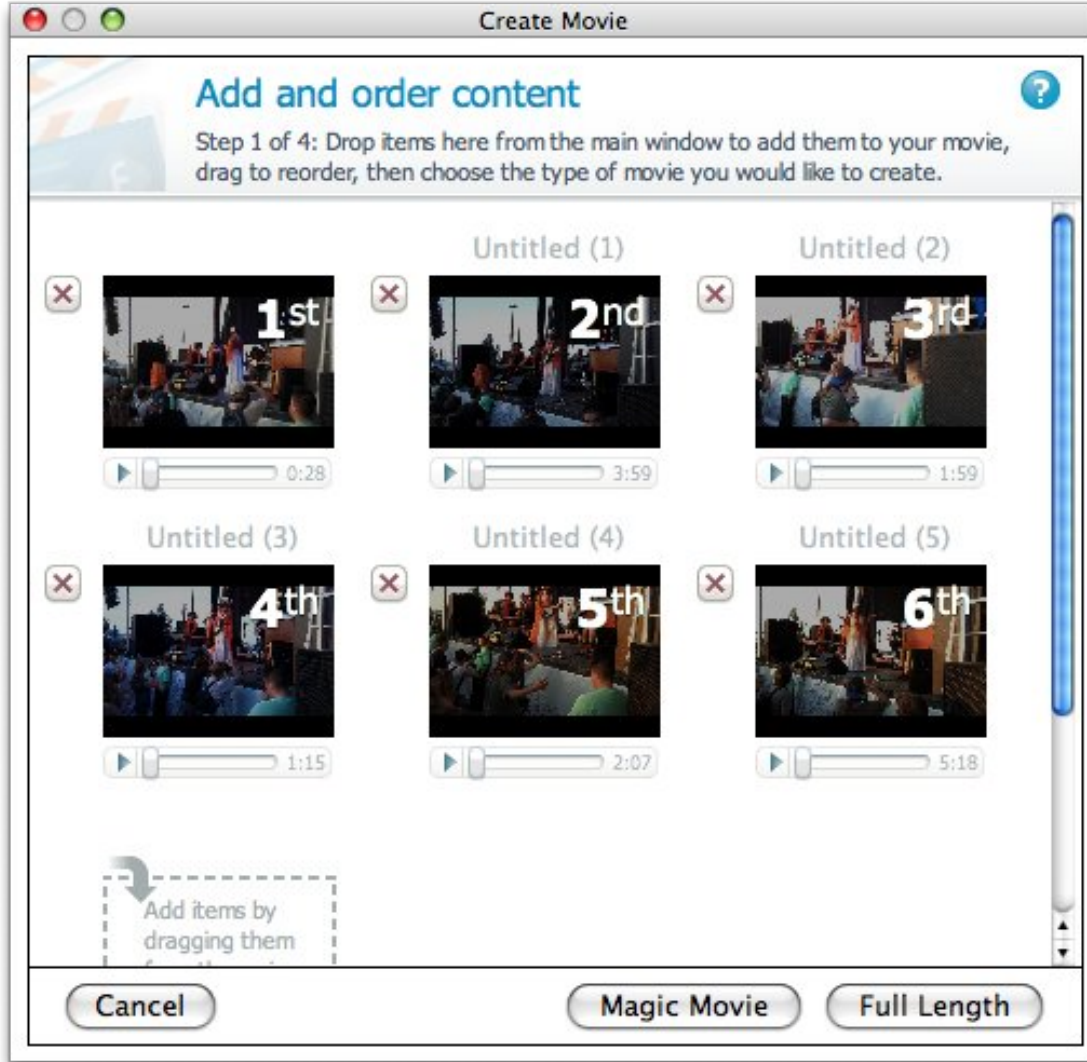 Create Movie
Add and order content
?
Step 1 of 4: Drop items here from the main window to add them to your movie,
drag to reorder, then choose the type of movie you would like to create.
Untitled (1)
Untitled (2)
1st
2nd
3rd
0:28
3:59
1:59
Untitled (3)
Untitled (4)
Untitled (5)
4th
5th
6th
1:15
2:07
5:18
Add items by
dragging them
Cancel
Magic Movie
Full Length